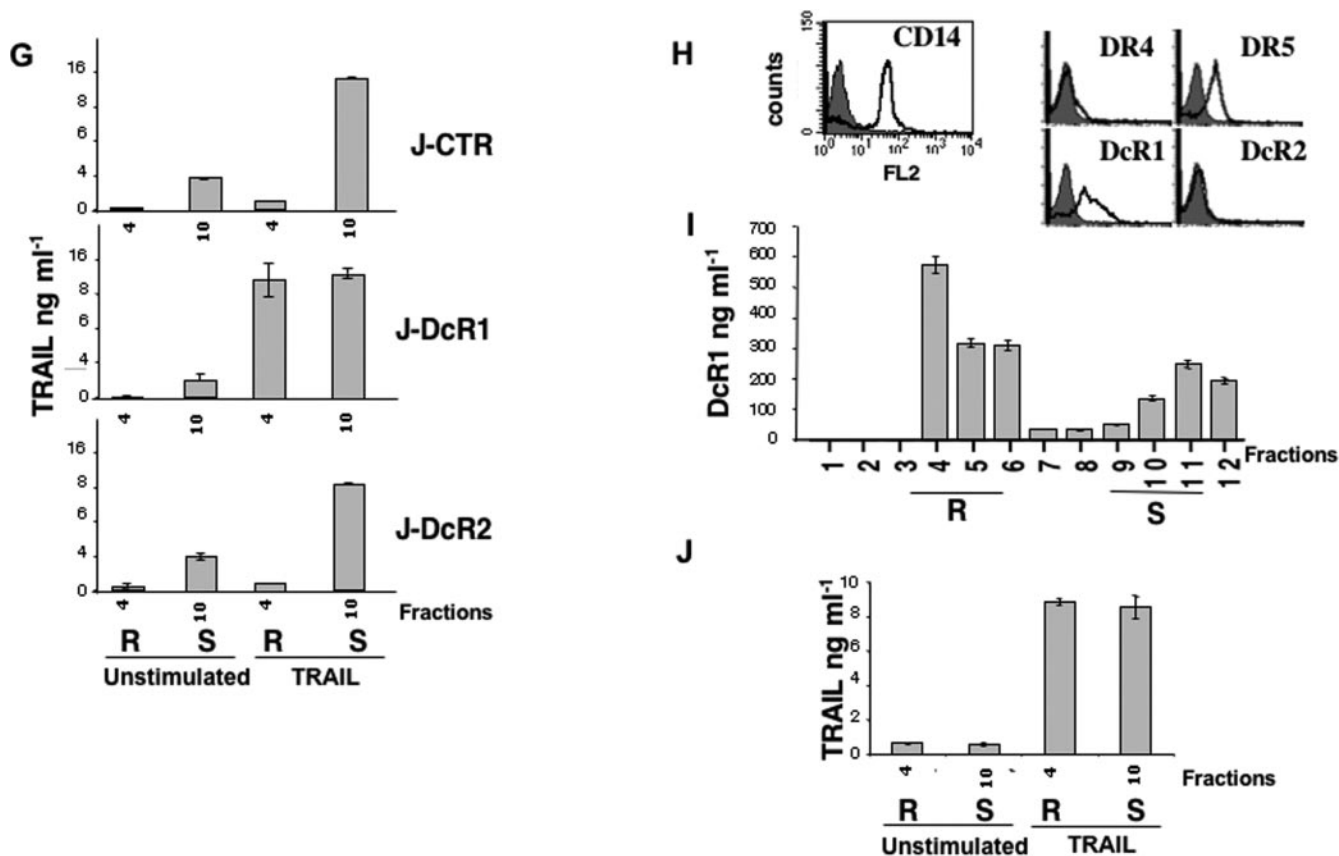 G
TRAIL ng ml-1
16
8
6
4
0
4
10
4
10
J-CTR
16
8
6
4
0
4
10
4
10
J-DcR1
16
8
6
4
0
4
10
4
10
J-DcR2
Fractions
R S R S
Unstimulated TRAIL
H
counts
150
0
CD14
10^0 10^1 10^2 10^3 10^4
FL2
DR4 DR5
DcR1 DcR2
I
DcR1 ng ml-1
700
600
500
400
300
200
100
0
1 2 3 4 5 6 7 8 9 10 11 12
Fractions
R S
J
TRAIL ng ml-1
10
8
6
4
2
0
4
10
4
10
Fractions
R S R S
Unstimulated TRAIL